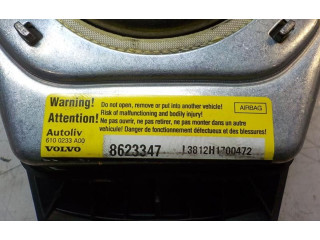 Warning!
Attention!
Do not open, remove or put into another vehicle!
Risk of malfunctioning and bodily injury!
Ne pas ouvrir, ne pas retirer, ne pas monter dans un autre
vehicule! Danger de fonctionnement défectueux et des blessures!
AIRBAG
Autoliv
610 0233 A00
VOLVO
8623347
13812H1700472